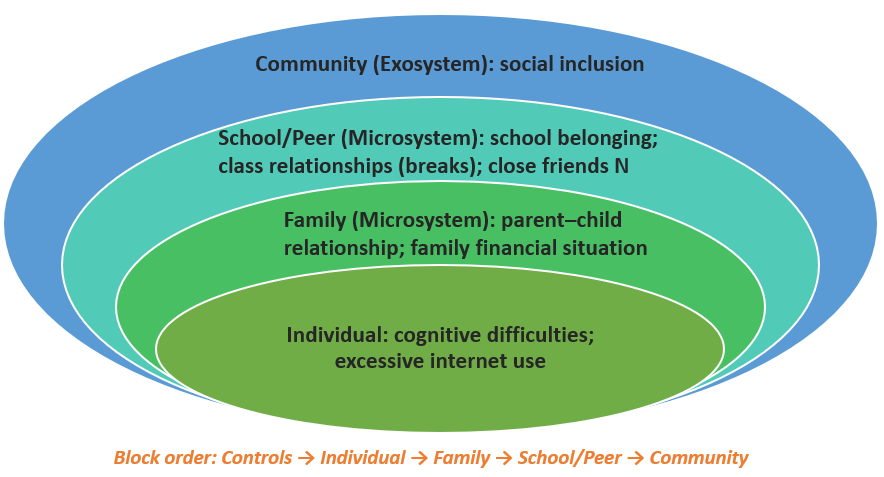 Community (Exosystem): social inclusion
School/Peer (Microsystem): school belonging;
class relationships (breaks); close friends N
Family (Microsystem): parent–child
relationship; family financial situation
Individual: cognitive difficulties;
excessive internet use
Block order: Controls → Individual → Family → School/Peer → Community